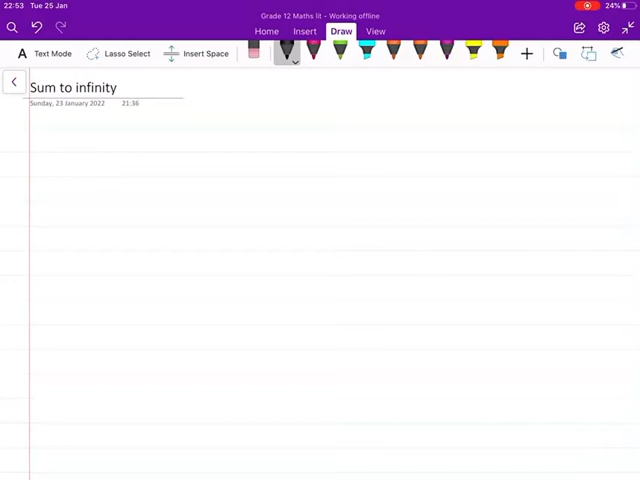 22:53 Tue 25 Jan 24%
Grade 12 Maths lit - Working offline
Home Insert Draw View
A Text Mode Lasso Select Insert Space
Sum to infinity
Sunday, 23 January 2022 21:36